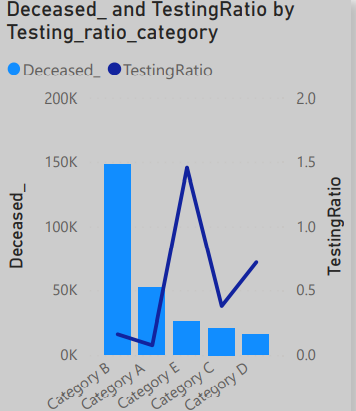 Deceased_ and TestingRatio by
Testing_ratio_category
Deceased_ TestingRatio
200K 2.0
150K 1.5
100K 1.0
50K 0.5
0K 0.0
Deceased_
TestingRatio
Category B
Category A
Category E
Category C
Category D